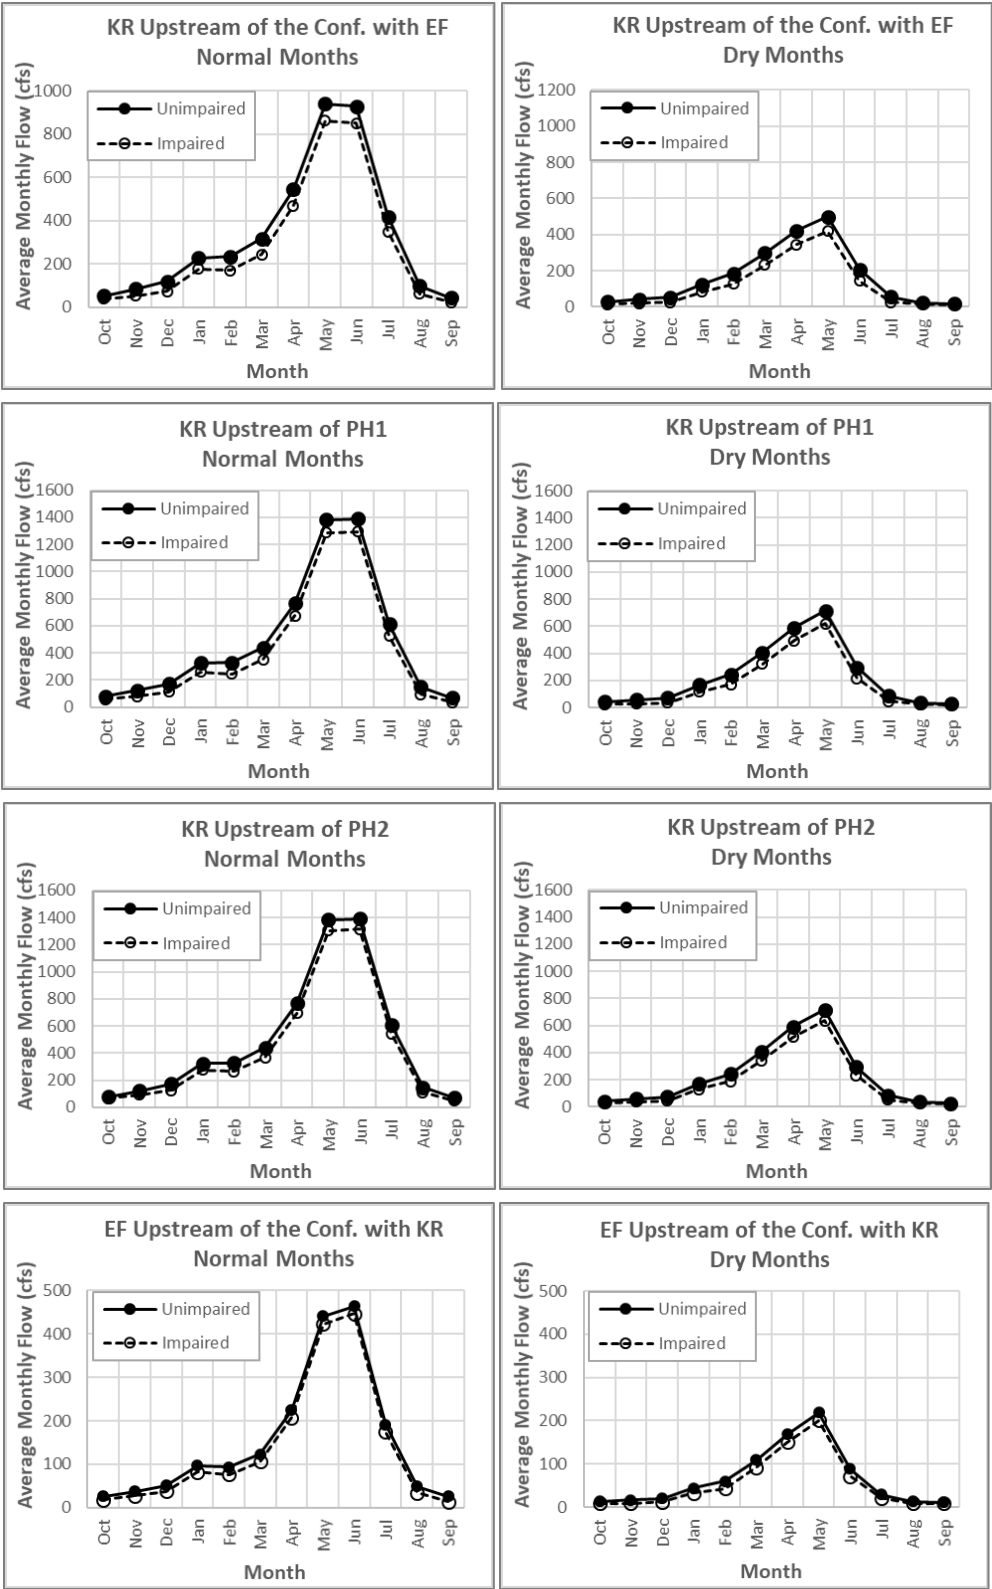 KR Upstream of the Conf. with EF
Normal Months
Average Monthly Flow (cfs)
1000
800
600
400
200
0
Unimpaired
Impaired
Oct Nov Dec Jan Feb Mar Apr May Jun Jul Aug Sep
Month
KR Upstream of the Conf. with EF
Dry Months
Average Monthly Flow (cfs)
1200
1000
800
600
400
200
0
Unimpaired
Impaired
Oct Nov Dec Jan Feb Mar Apr May Jun Jul Aug Sep
Month
KR Upstream of PH1
Normal Months
Average Monthly Flow (cfs)
1600
1400
1200
1000
800
600
400
200
0
Unimpaired
Impaired
Oct Nov Dec Jan Feb Mar Apr May Jun Jul Aug Sep
Month
KR Upstream of PH1
Dry Months
Average Monthly Flow (cfs)
1600
1400
1200
1000
800
600
400
200
0
Unimpaired
Impaired
Oct Nov Dec Jan Feb Mar Apr May Jun Jul Aug Sep
Month
KR Upstream of PH2
Normal Months
Average Monthly Flow (cfs)
1600
1400
1200
1000
800
600
400
200
0
Unimpaired
Impaired
Oct Nov Dec Jan Feb Mar Apr May Jun Jul Aug Sep
Month
KR Upstream of PH2
Dry Months
Average Monthly Flow (cfs)
1600
1400
1200
1000
800
600
400
200
0
Unimpaired
Impaired
Oct Nov Dec Jan Feb Mar Apr May Jun Jul Aug Sep
Month
EF Upstream of the Conf. with KR
Normal Months
Average Monthly Flow (cfs)
500
400
300
200
100
0
Unimpaired
Impaired
Oct Nov Dec Jan Feb Mar Apr May Jun Jul Aug Sep
Month
EF Upstream of the Conf. with KR
Dry Months
Average Monthly Flow (cfs)
500
400
300
200
100
0
Unimpaired
Impaired
Oct Nov Dec Jan Feb Mar Apr May Jun Jul Aug Sep
Month